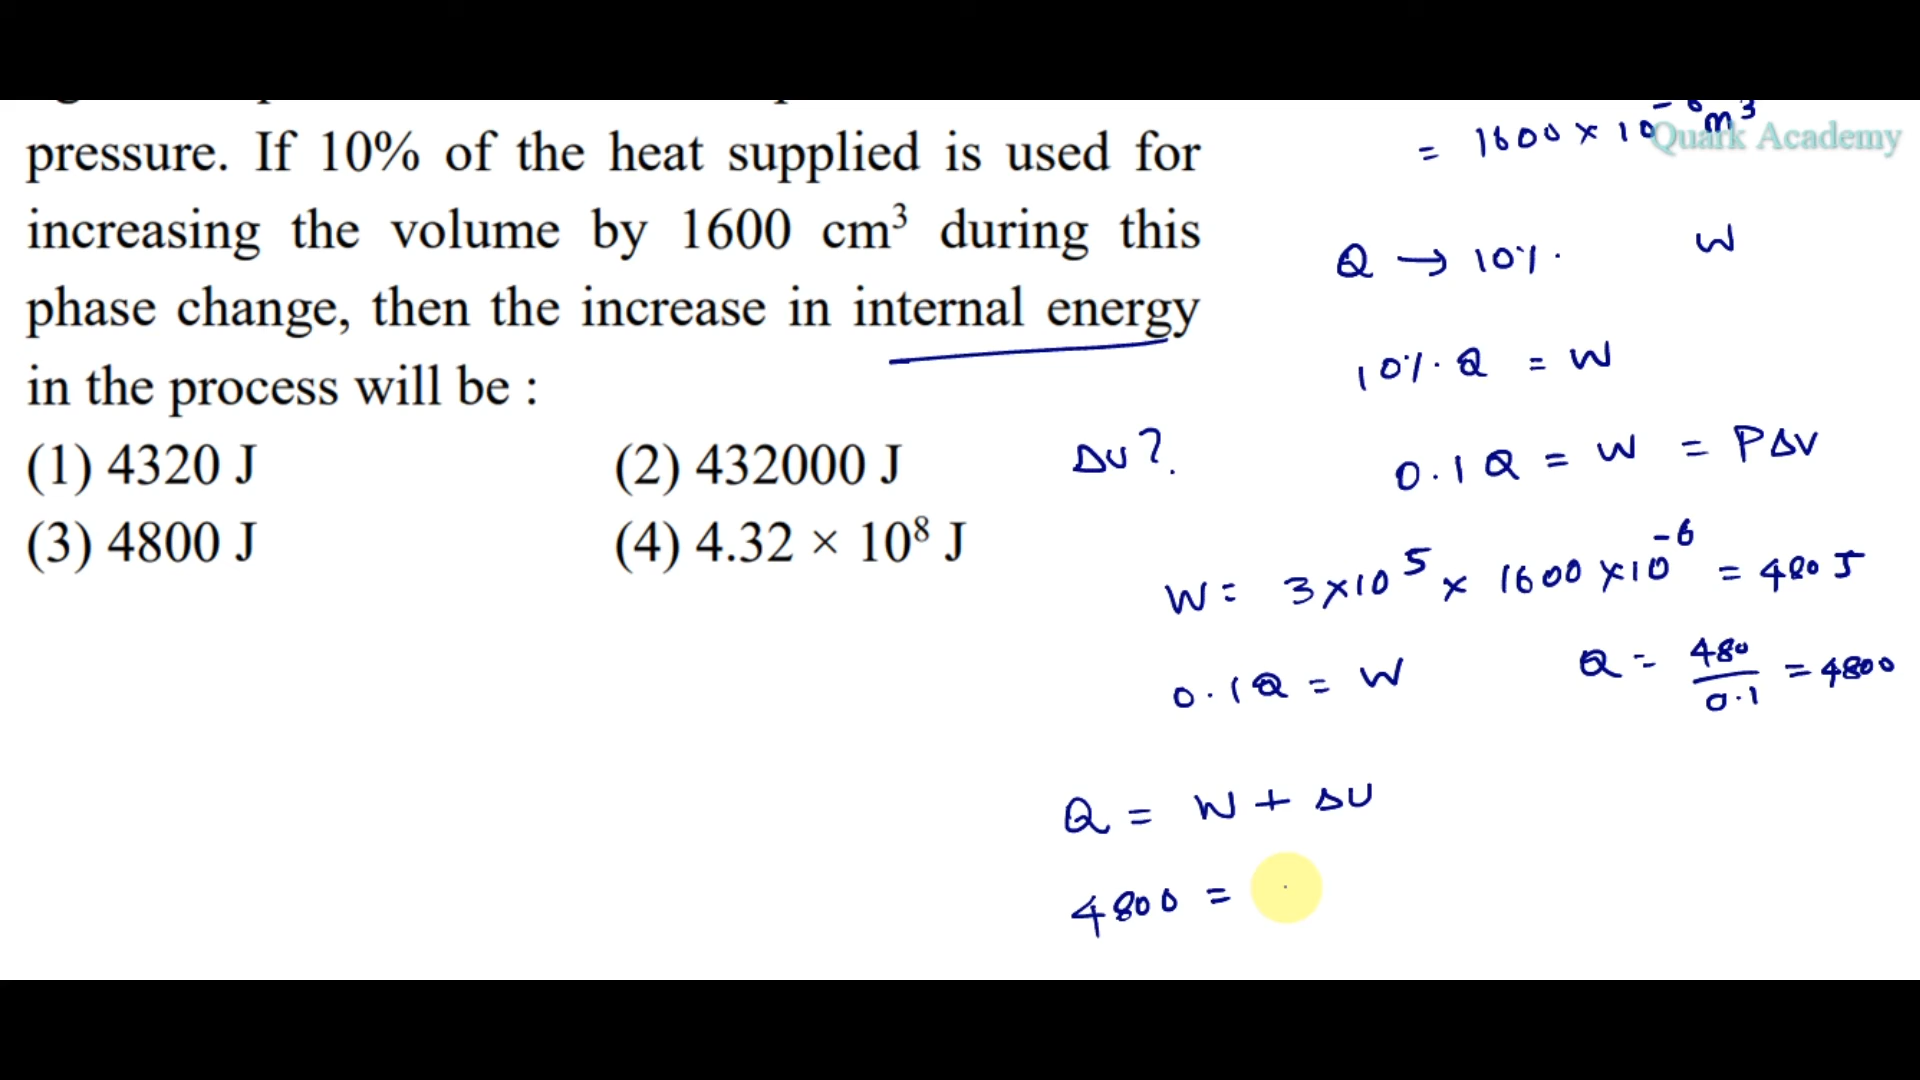 pressure. If 10% of the heat supplied is used for
increasing the volume by 1600 cm³ during this
phase change, then the increase in internal energy
in the process will be :
(1) 4320 J (2) 432000 J
(3) 4800 J (4) 4.32 × 10⁸ J
= 1600 × 10⁻⁶ m³
Quark Academy
Q → 10%. W
10%. Q = W
ΔU?
0.1 Q = W = PΔV
W = 3×10⁵ × 1600 ×10⁻⁶ = 480 J
0.1Q = W Q = 480/0.1 = 4800
Q = W + ΔU
4800 =